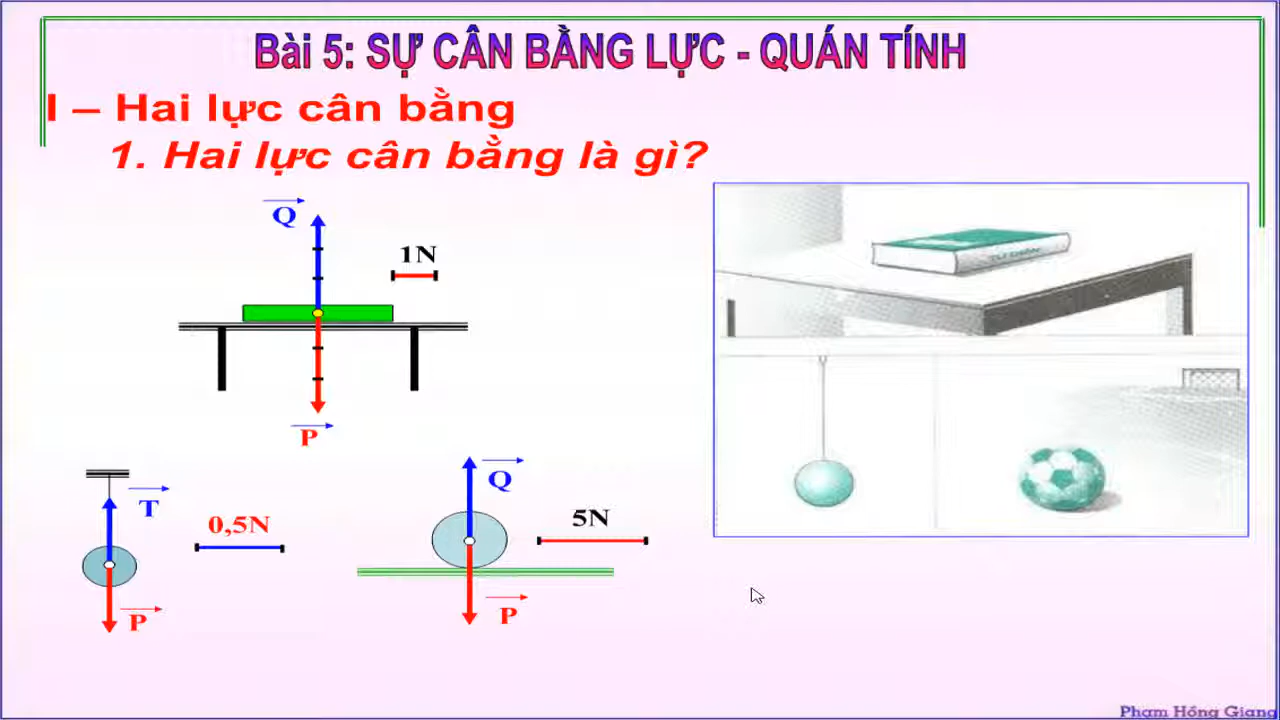 Bài 5: SỰ CÂN BẰNG LỰC - QUÁN TÍNH
I – Hai lực cân bằng
1. Hai lực cân bằng là gì?
Q
1N
P
T
0,5N
P
Q
5N
P
Phạm Hồng Giang